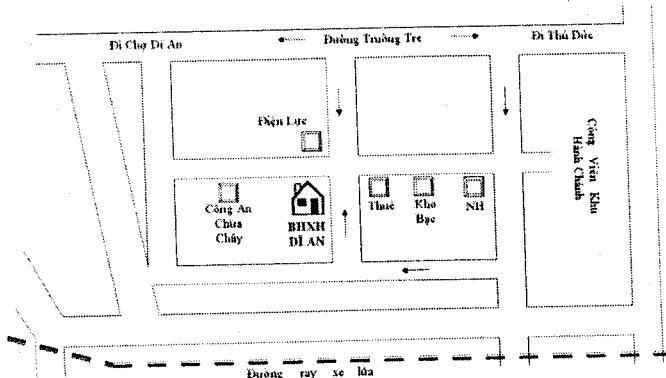 Đi Chợ Dĩ An
Đường Truông Tre
Đi Thủ Đức
Điện Lực
Công Viên Khu
Hành Chánh
Công An
Chữa
Cháy
BHXH
DĨ AN
Thuế
Kho
Bạc
NH
Đường ray xe lửa